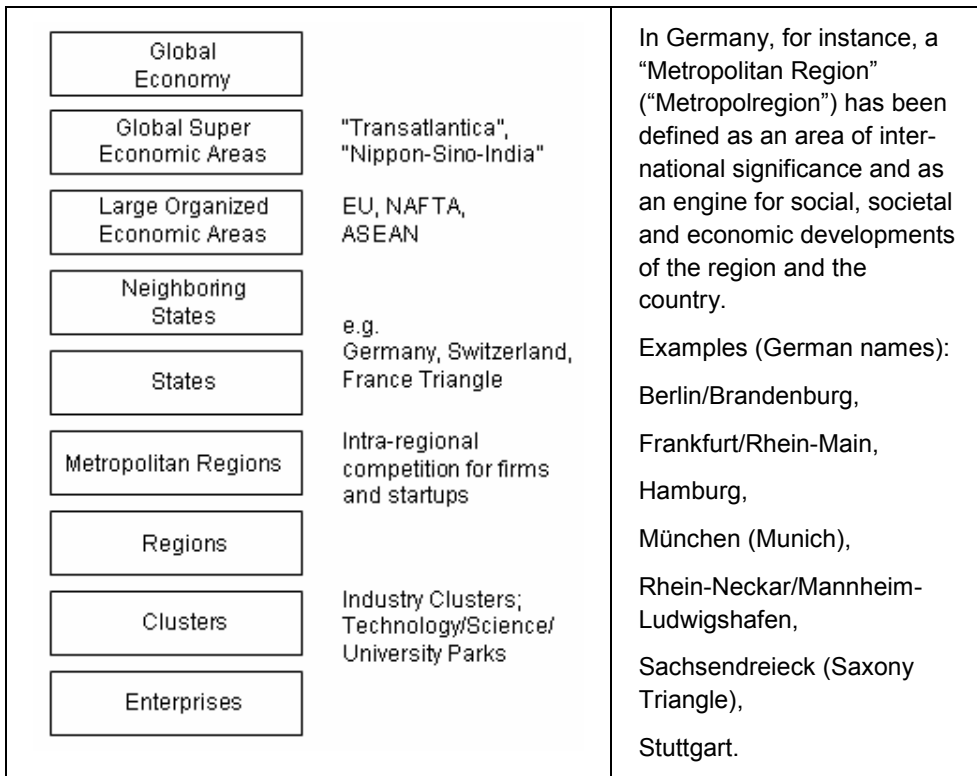 Global
Economy
Global Super
Economic Areas
"Transatlantica",
"Nippon-Sino-India"
Large Organized
Economic Areas
EU, NAFTA,
ASEAN
Neighboring
States
e.g.
Germany, Switzerland,
France Triangle
States
Metropolitan Regions
Intra-regional
competition for firms
and startups
Regions
Clusters
Industry Clusters;
Technology/Science/
University Parks
Enterprises
In Germany, for instance, a
“Metropolitan Region”
(“Metropolregion”) has been
defined as an area of inter-
national significance and as
an engine for social, societal
and economic developments
of the region and the
country.
Examples (German names):
Berlin/Brandenburg,
Frankfurt/Rhein-Main,
Hamburg,
München (Munich),
Rhein-Neckar/Mannheim-
Ludwigshafen,
Sachsendreieck (Saxony
Triangle),
Stuttgart.